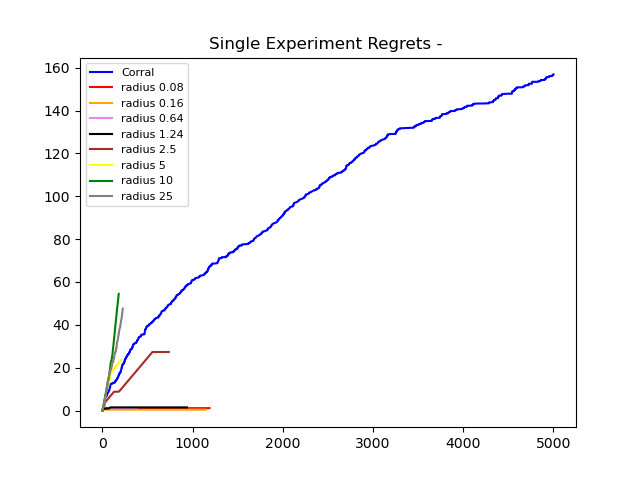 Single Experiment Regrets -
160
140
120
100
80
60
40
20
0
Corral
radius 0.08
radius 0.16
radius 0.64
radius 1.24
radius 2.5
radius 5
radius 10
radius 25
0 1000 2000 3000 4000 5000